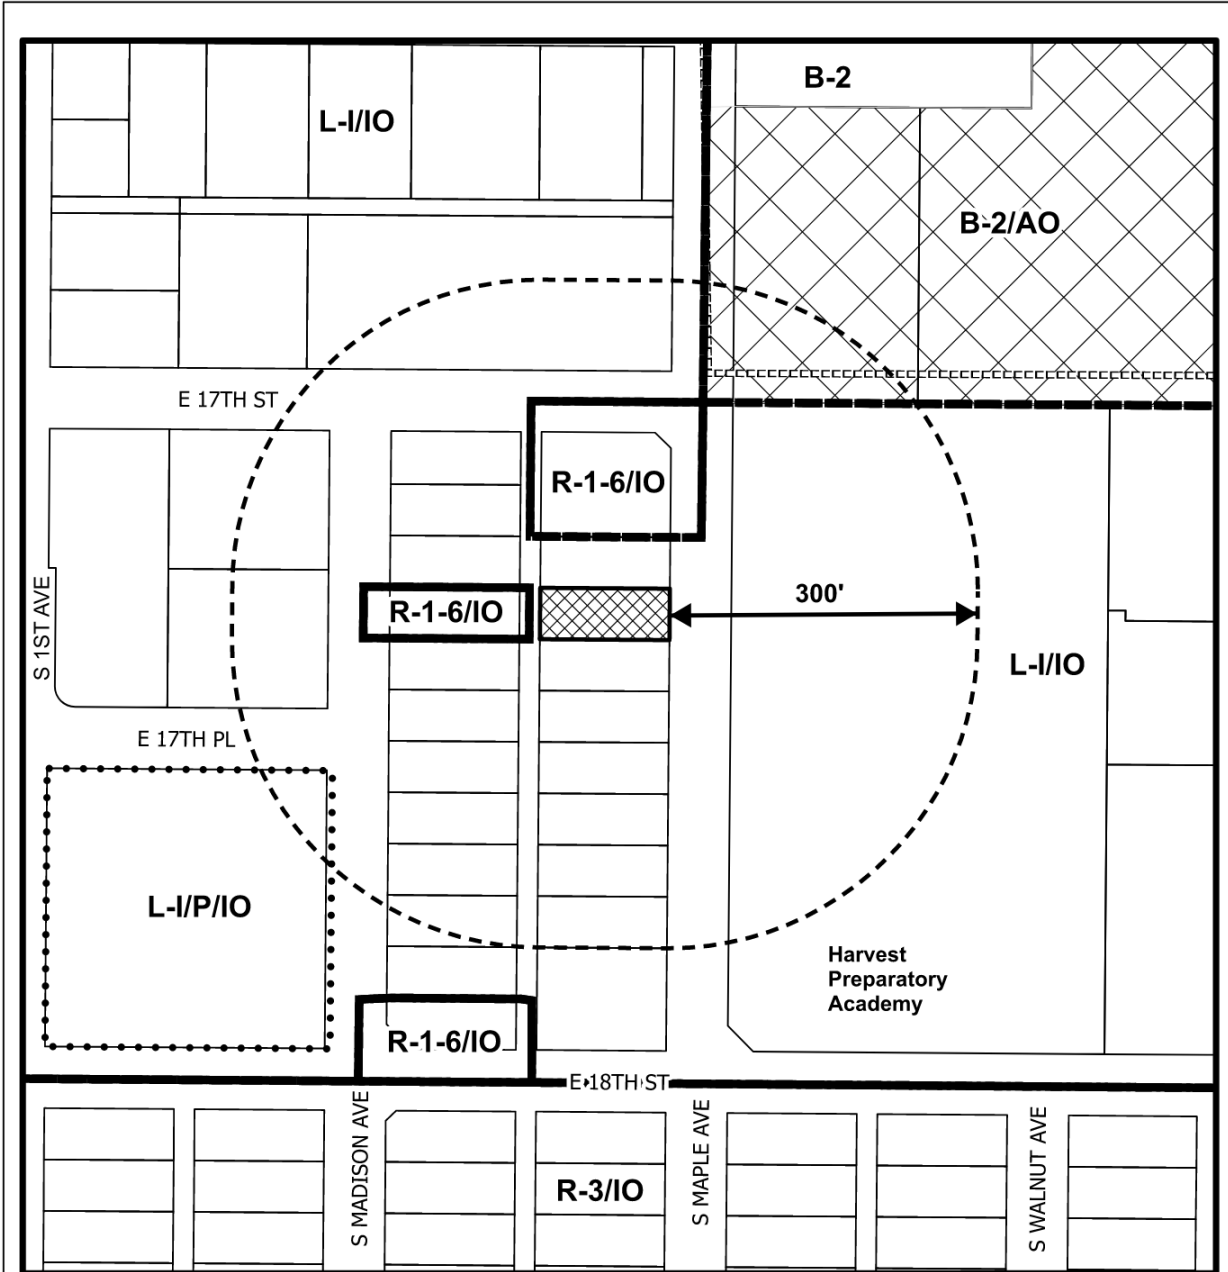 B-2
L-I/IO
B-2/AO
E 17TH ST
R-1-6/IO
300'
R-1-6/IO
S 1ST AVE
L-I/IO
E 17TH PL
L-I/P/IO
Harvest
Preparatory
Academy
R-1-6/IO
E 18TH ST
S MADISON AVE
S MAPLE AVE
S WALNUT AVE
R-3/IO